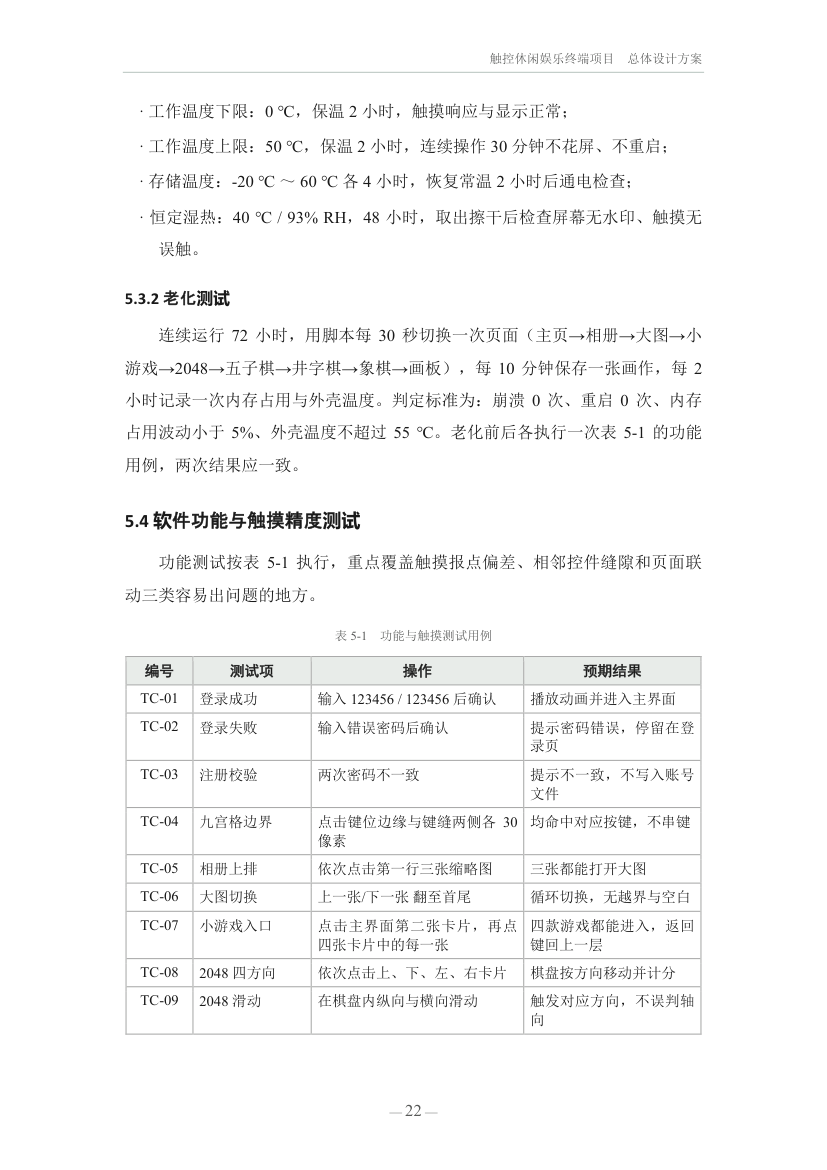 触控休闲娱乐终端项目　总体设计方案
· 工作温度下限：0 ℃，保温 2 小时，触摸响应与显示正常；
· 工作温度上限：50 ℃，保温 2 小时，连续操作 30 分钟不花屏、不重启；
· 存储温度：-20 ℃ ～ 60 ℃ 各 4 小时，恢复常温 2 小时后通电检查；
· 恒定湿热：40 ℃ / 93% RH，48 小时，取出擦干后检查屏幕无水印、触摸无
误触。
5.3.2 老化测试
连续运行 72 小时，用脚本每 30 秒切换一次页面（主页→相册→大图→小
游戏→2048→五子棋→井字棋→象棋→画板），每 10 分钟保存一张画作，每 2
小时记录一次内存占用与外壳温度。判定标准为：崩溃 0 次、重启 0 次、内存
占用波动小于 5%、外壳温度不超过 55 ℃。老化前后各执行一次表 5-1 的功能
用例，两次结果应一致。
5.4 软件功能与触摸精度测试
功能测试按表 5-1 执行，重点覆盖触摸报点偏差、相邻控件缝隙和页面联
动三类容易出问题的地方。
表 5-1　功能与触摸测试用例
编号 测试项 操作 预期结果
TC-01 登录成功 输入 123456 / 123456 后确认 播放动画并进入主界面
TC-02 登录失败 输入错误密码后确认 提示密码错误，停留在登
录页
TC-03 注册校验 两次密码不一致 提示不一致，不写入账号
文件
TC-04 九宫格边界 点击键位边缘与键缝两侧各 30 均命中对应按键，不串键
像素
TC-05 相册上排 依次点击第一行三张缩略图 三张都能打开大图
TC-06 大图切换 上一张/下一张 翻至首尾 循环切换，无越界与空白
TC-07 小游戏入口 点击主界面第二张卡片，再点 四款游戏都能进入，返回
四张卡片中的每一张 键回上一层
TC-08 2048 四方向 依次点击上、下、左、右卡片 棋盘按方向移动并计分
TC-09 2048 滑动 在棋盘内纵向与横向滑动 触发对应方向，不误判轴
向
— 22 —